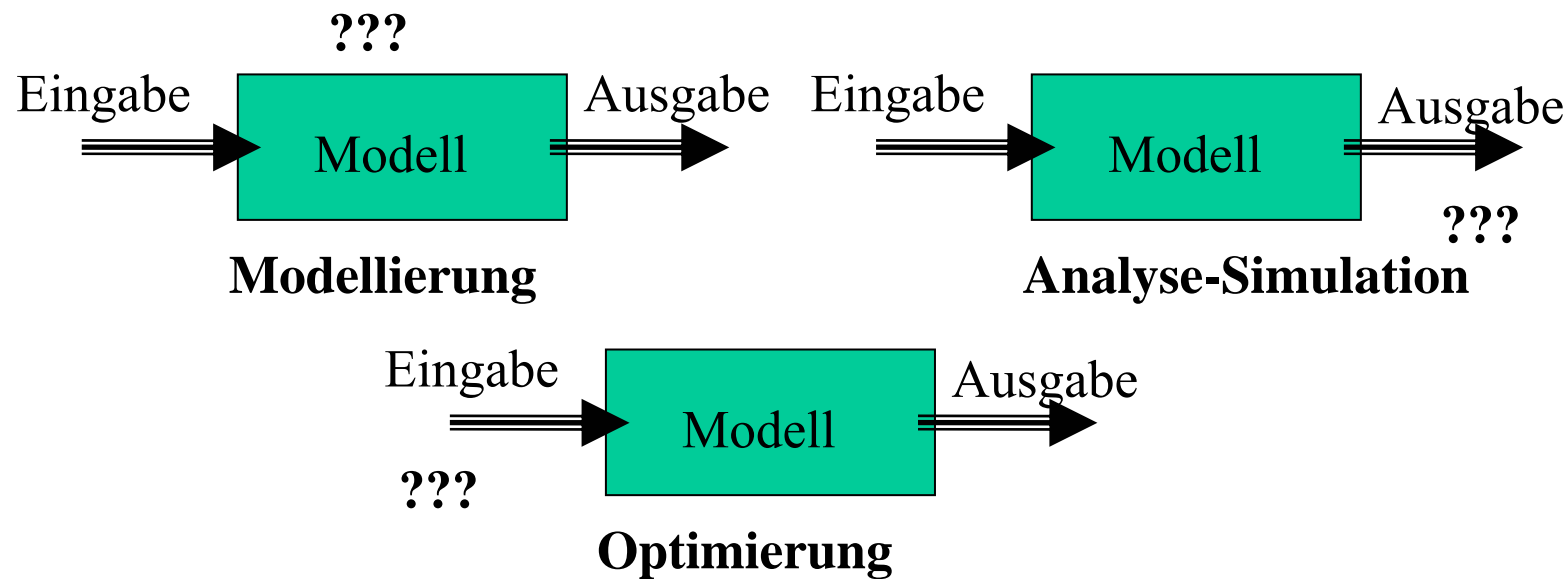 ???
Eingabe
Modell
Ausgabe
Modellierung
Eingabe
Modell
Ausgabe
???
Analyse-Simulation
Eingabe
???
Modell
Ausgabe
Optimierung